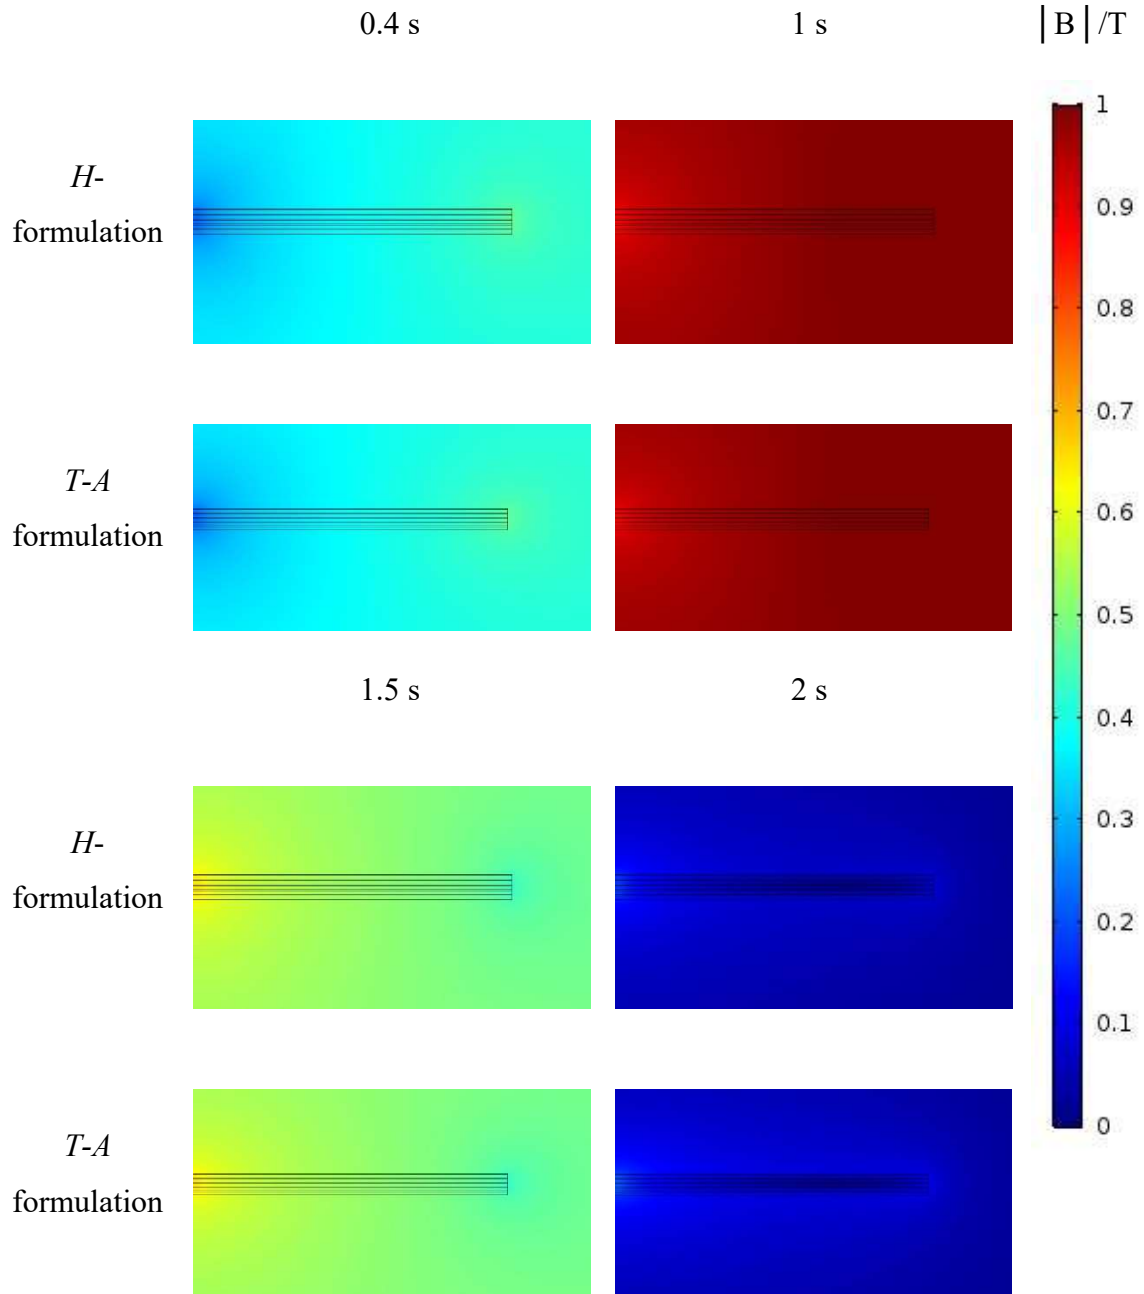 0.4 s 1 s |B|/T
1
H-
formulation
0.9
0.8
T-A
formulation
0.7
0.6
0.5
1.5 s 2 s
0.4
H-
formulation
0.3
0.2
0.1
T-A
formulation
0